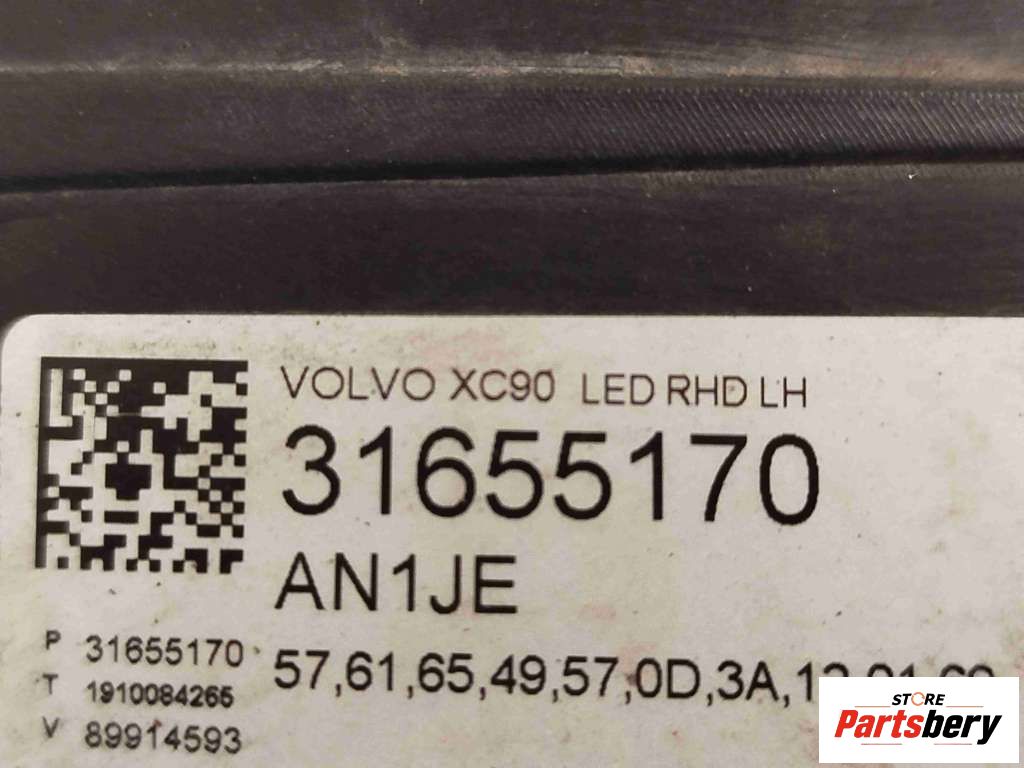 VOLVO XC90 LED RHD LH
31655170
AN1JE
P 31655170
T 1910084265
V 89914593
57,61,65,49,57,0D,3A,
STORE
Partsbery